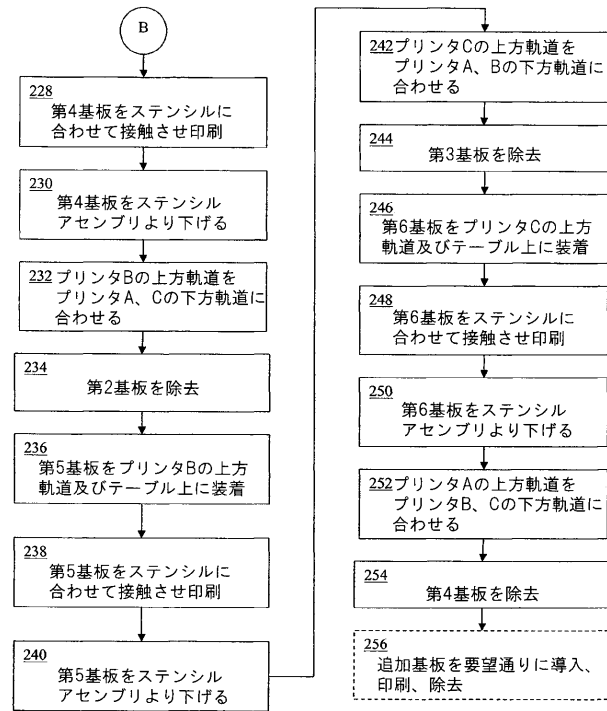 B
228
第4基板をステンシルに
合わせて接触させ印刷
230
第4基板をステンシル
アセンブリより下げる
232 プリンタBの上方軌道を
プリンタA、Cの下方軌道に
合わせる
234
第2基板を除去
236
第5基板をプリンタBの上方
軌道及びテーブル上に装着
238
第5基板をステンシルに
合わせて接触させ印刷
240
第5基板をステンシル
アセンブリより下げる
242 プリンタCの上方軌道を
プリンタA、Bの下方軌道に
合わせる
244
第3基板を除去
246
第6基板をプリンタCの上方
軌道及びテーブル上に装着
248
第6基板をステンシルに
合わせて接触させ印刷
250
第6基板をステンシル
アセンブリより下げる
252 プリンタAの上方軌道を
プリンタB、Cの下方軌道に
合わせる
254
第4基板を除去
256
追加基板を要望通りに導入、
印刷、除去